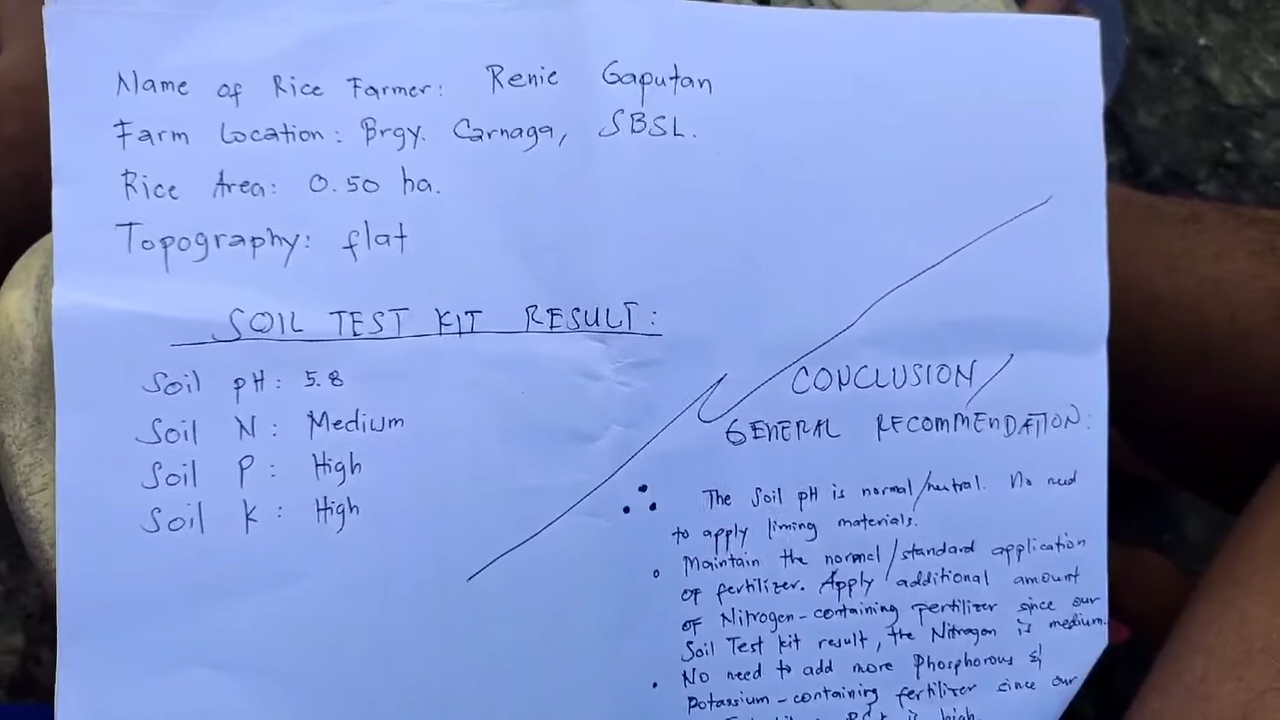 Name of Rice Farmer: Renie Gaputan
Farm Location: Brgy. Carnaga, SBSL.
Rice Area: 0.50 ha.
Topography: flat
SOIL TEST KIT RESULT:
Soil pH: 5.8
Soil N: Medium
Soil P: High
Soil K: High
CONCLUSION/
GENERAL RECOMMENDATION:
∴ The Soil pH is normal/neutral. No need
to apply liming materials.
• Maintain the normal/standard application
of fertilizer. Apply additional amount
of Nitrogen-containing fertilizer since our
Soil Test kit result, the Nitrogen is medium.
• No need to add more Phosphorous &
Potassium-containing fertilizer since our
is high.